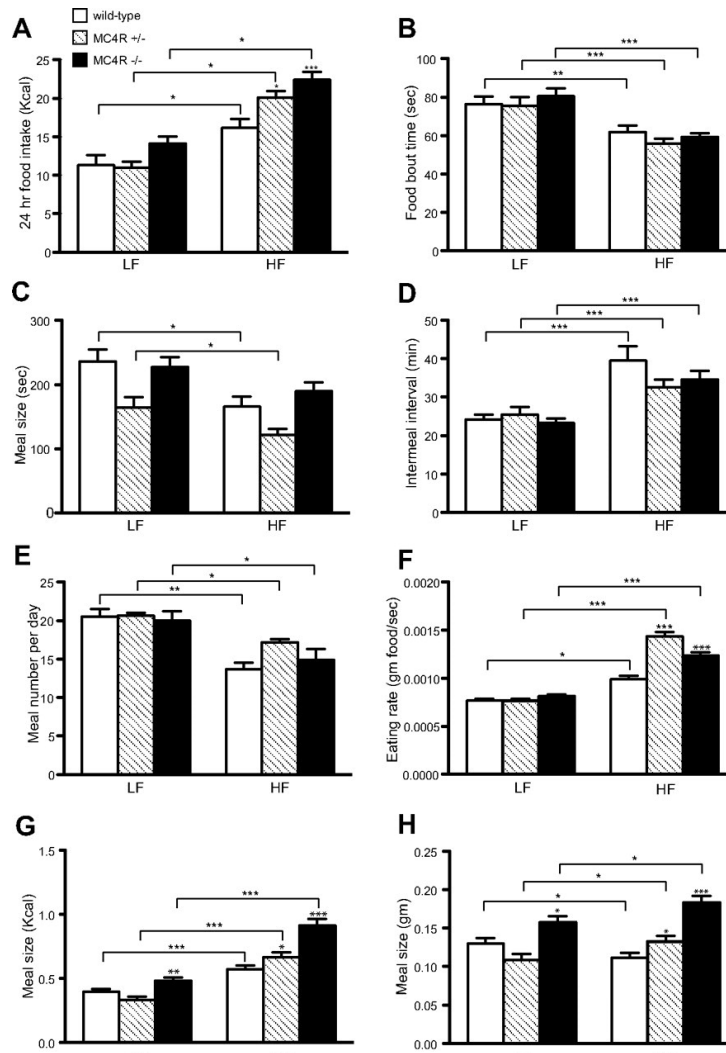 A
wild-type
MC4R +/-
MC4R -/-
24 hr food intake (Kcal)
25
20
15
10
5
0
*
*
*
*
***
LF
HF
B
Food bout time (sec)
100
80
60
40
20
0
***
***
**
LF
HF
C
Meal size (sec)
300
200
100
0
*
*
LF
HF
D
Intermeal interval (min)
50
40
30
20
10
0
***
***
***
LF
HF
E
Meal number per day
25
20
15
10
5
0
*
*
**
LF
HF
F
Eating rate (gm food/sec)
0.0020
0.0015
0.0010
0.0005
0.0000
***
***
*
***
***
LF
HF
G
Meal size (Kcal)
1.5
1.0
0.5
0.0
***
***
***
**
*
***
LF
HF
H
Meal size (gm)
0.25
0.20
0.15
0.10
0.05
0.00
*
*
*
*
*
***
LF
HF